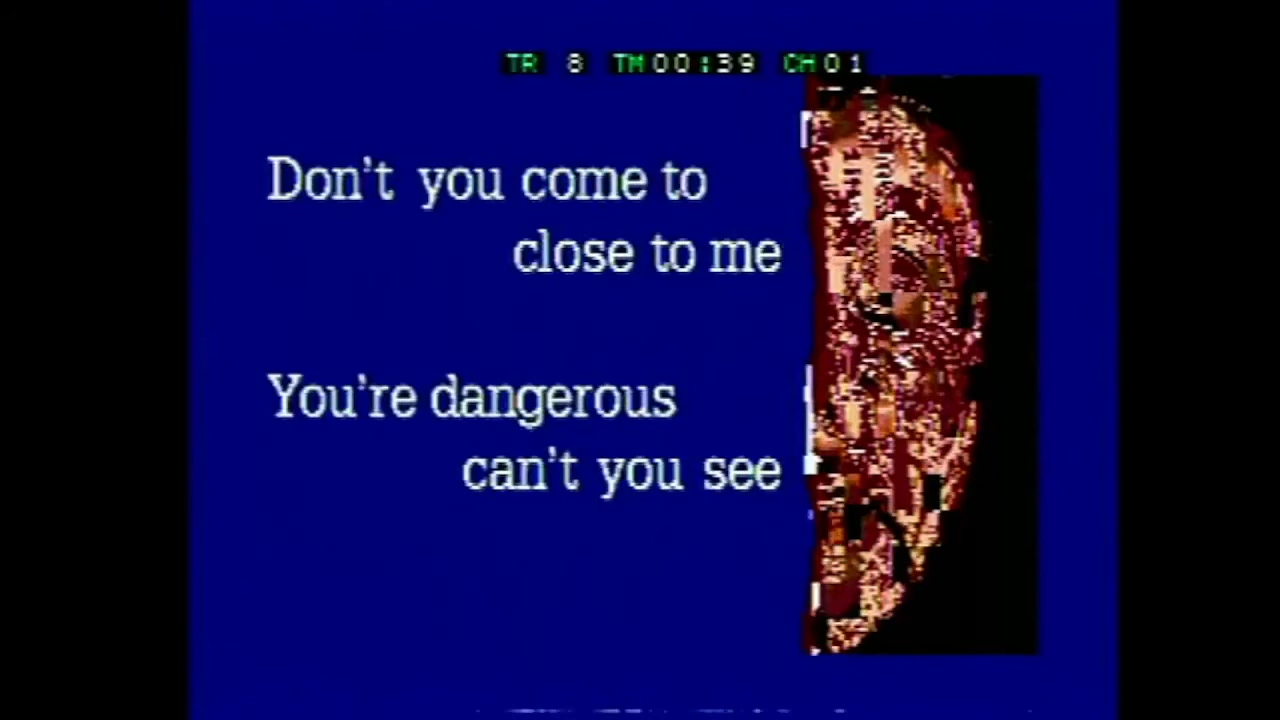 TR 8 TM00:39 CH01
Don't you come to
close to me
You're dangerous
can't you see